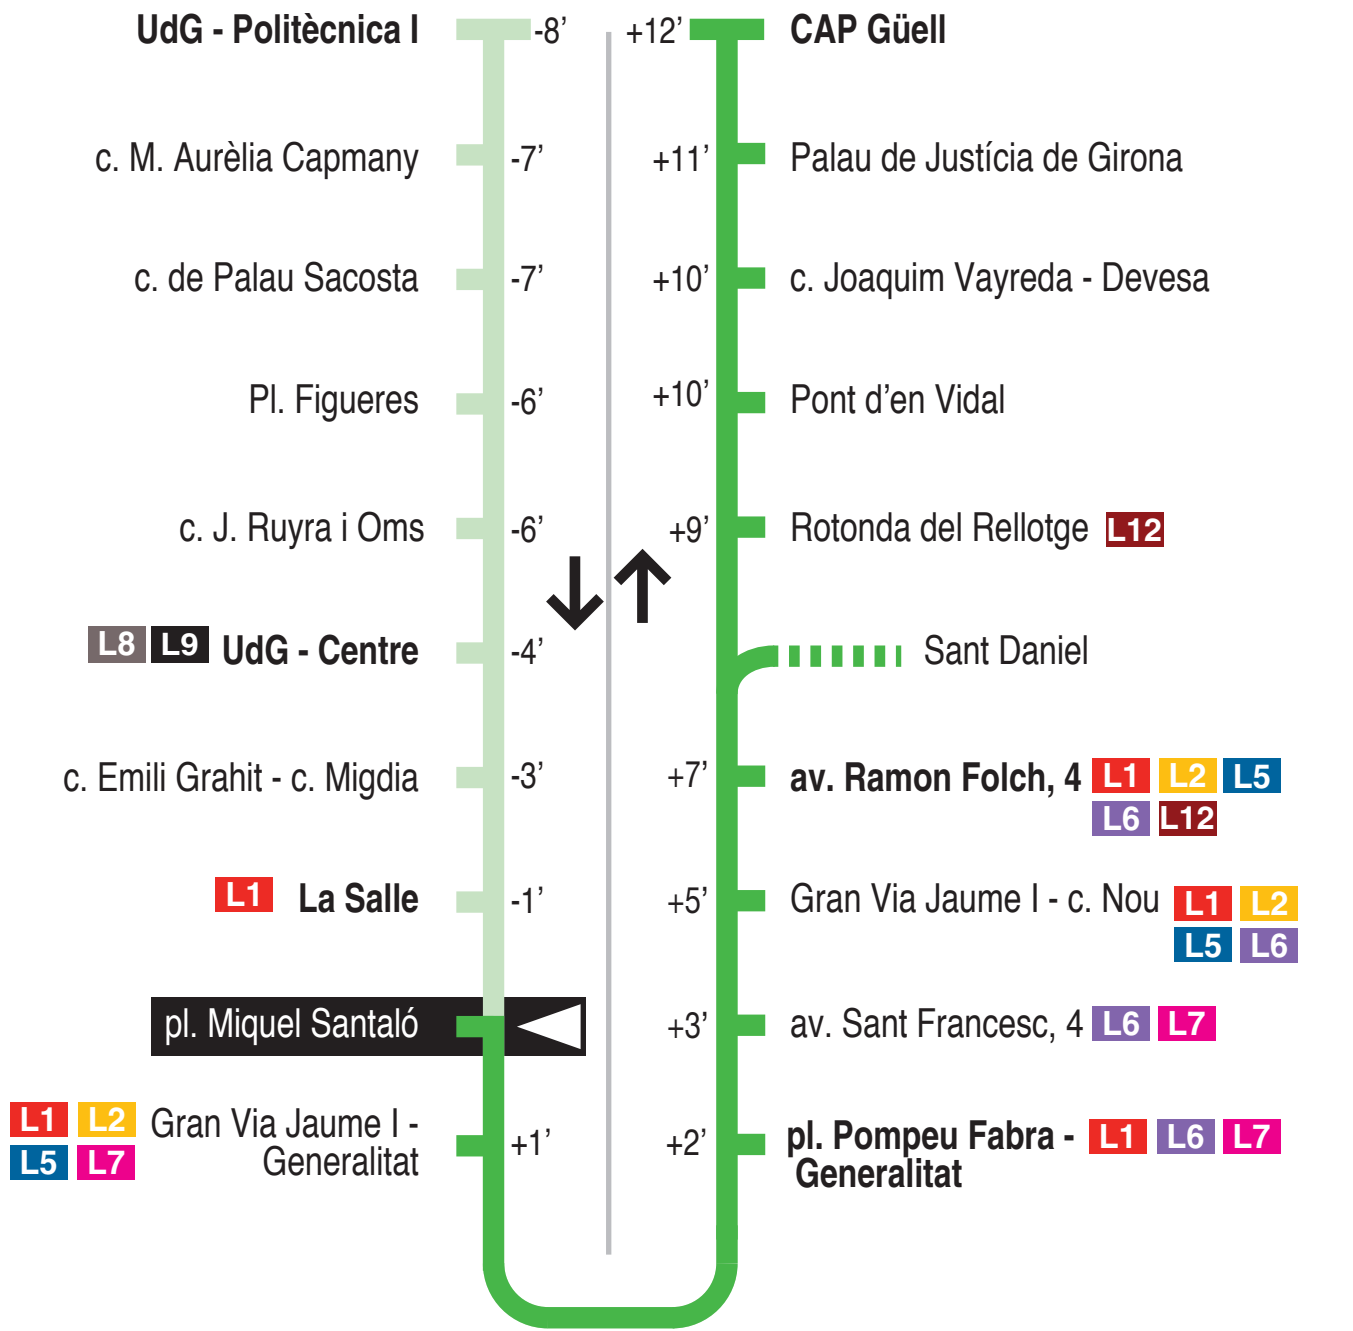 UdG - Politècnica I -8’
c. M. Aurèlia Capmany -7’
c. de Palau Sacosta -7’
Pl. Figueres -6’
c. J. Ruyra i Oms -6’
L8 L9 UdG - Centre -4’
c. Emili Grahit - c. Migdia -3’
L1 La Salle -1’
pl. Miquel Santaló
L1 L2 Gran Via Jaume I -
L5 L7 Generalitat +1’
+12’ CAP Güell
+11’ Palau de Justícia de Girona
+10’ c. Joaquim Vayreda - Devesa
+10’ Pont d’en Vidal
+9’ Rotonda del Rellotge L12
Sant Daniel
+7’ av. Ramon Folch, 4 L1 L2 L5
L6 L12
+5’ Gran Via Jaume I - c. Nou L1 L2
L5 L6
+3’ av. Sant Francesc, 4 L6 L7
+2’ pl. Pompeu Fabra - L1 L6 L7
Generalitat